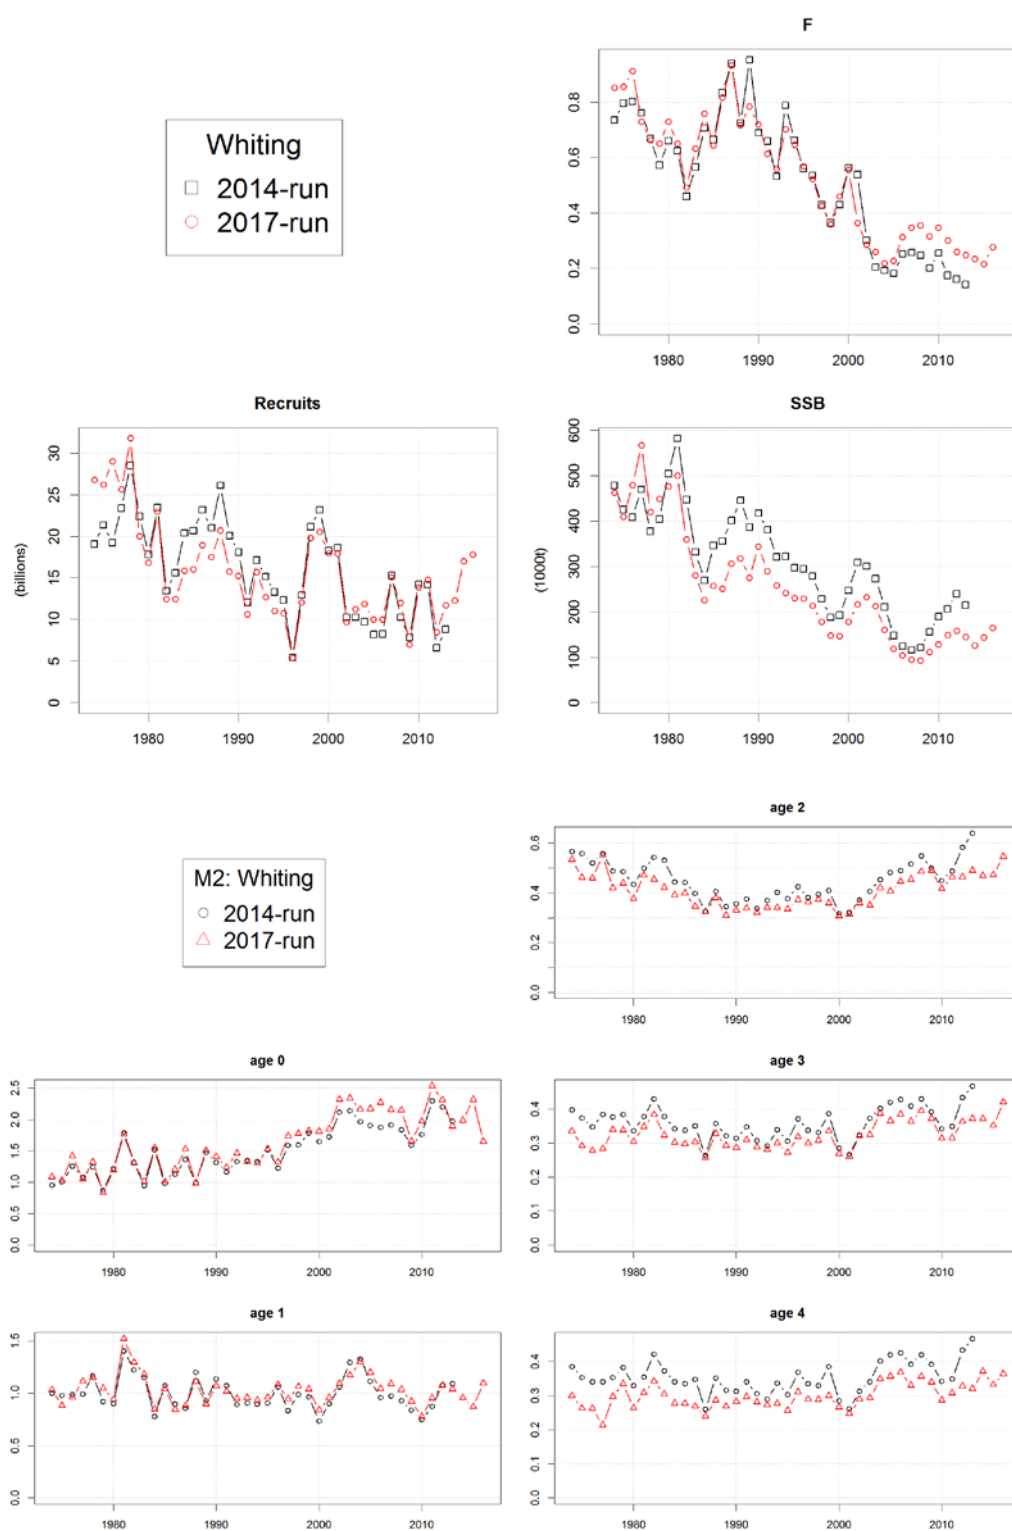 F
Whiting
2014-run
2017-run
0.8
0.6
0.4
0.2
0.0
1980 1990 2000 2010
Recruits
(billions)
30
25
20
15
10
5
0
1980 1990 2000 2010
SSB
(1000t)
600
500
400
300
200
100
0
1980 1990 2000 2010
M2: Whiting
2014-run
2017-run
age 2
0.6
0.4
0.2
0.0
1980 1990 2000 2010
age 0
2.5
2.0
1.5
1.0
0.5
0.0
1980 1990 2000 2010
age 3
0.4
0.3
0.2
0.1
0.0
1980 1990 2000 2010
age 1
1.5
1.0
0.5
0.0
1980 1990 2000 2010
age 4
0.4
0.3
0.2
0.1
0.0
1980 1990 2000 2010